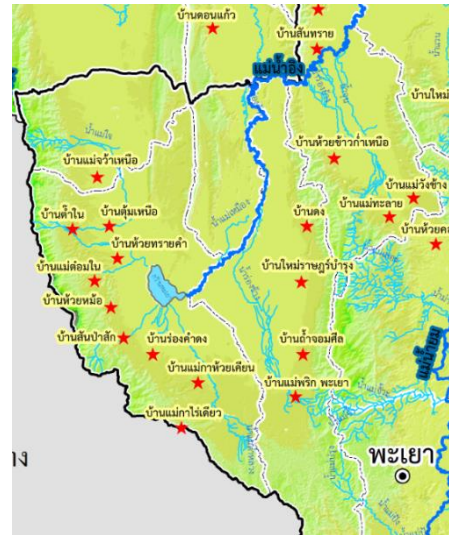 บ้านดอนแก้ว
บ้านสันทราย
แม่น้ำอิง
บ้านใหม่
บ้านห้วยข้าวก่ำเหนือ
บ้านแม่จว้าเหนือ
บ้านแม่วังช้าง
บ้านแม่ทะลาย
บ้านต๊ำใน
บ้านตุ้มเหนือ
บ้านดง
บ้านห้วยทรายคำ
บ้านแม่ต๋อมใน
บ้านใหม่ราษฎร์บำรุง
บ้านห้วยหม้อ
บ้านสันป่าสัก
บ้านร่องคำดง
บ้านถ้ำจอมศีล
แม่น้ำยม
บ้านแม่กาห้วยเคียน
บ้านแม่พริก พะเยา
บ้านแม่กาไร่เดียว
พะเยา
าง